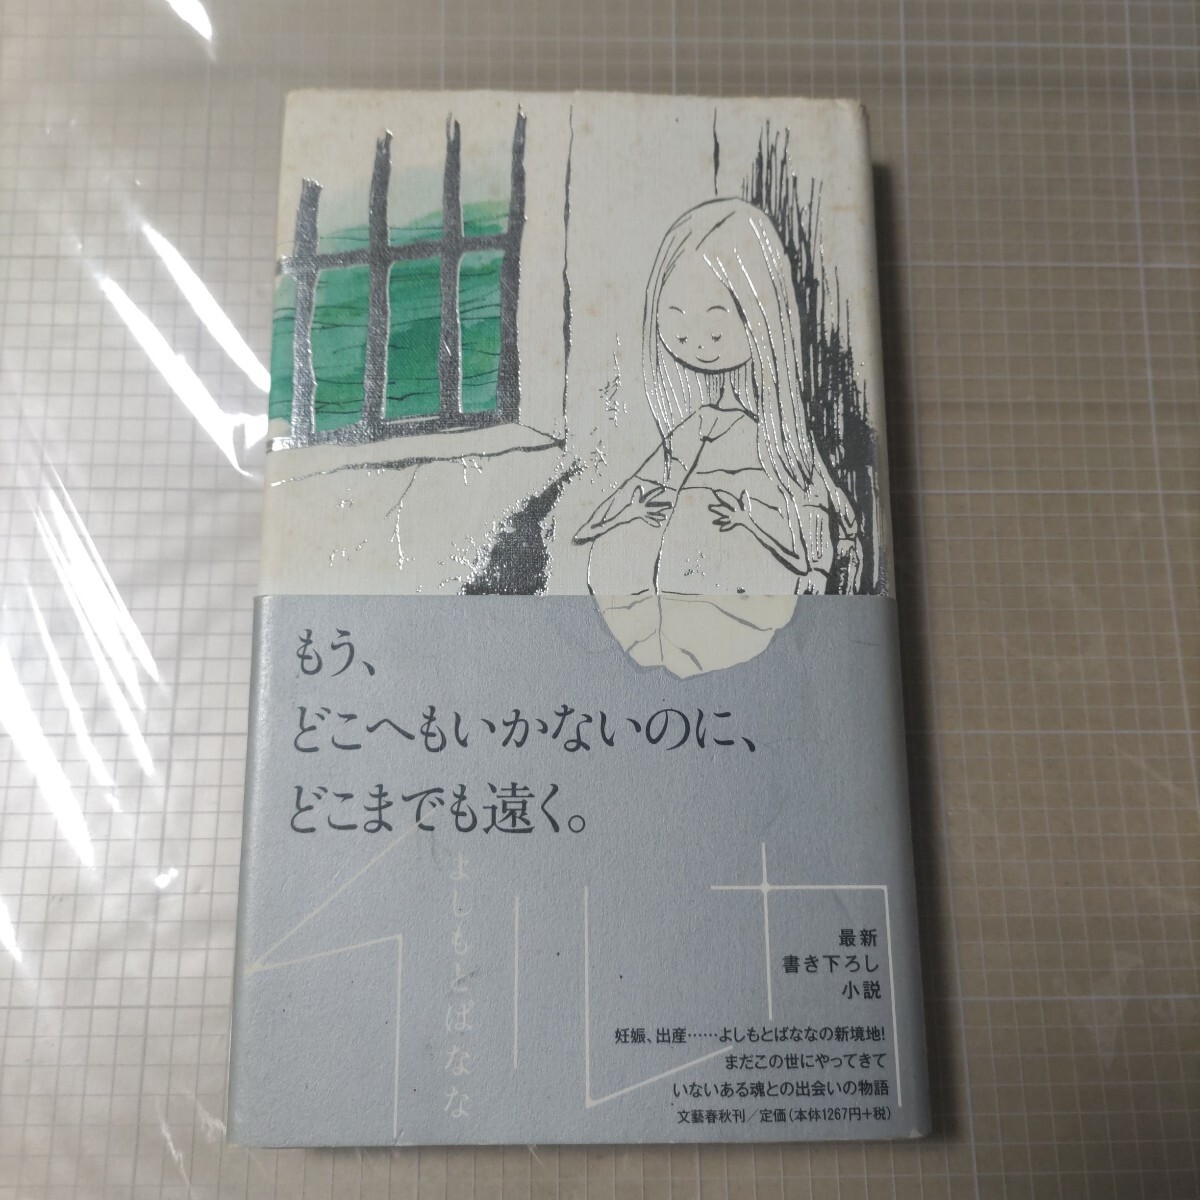 もう、
どこへもいかないのに、
どこまでも遠く。
イルカ
よしもとばなな
最新
書き下ろし
小説
妊娠、出産……よしもとばななの新境地!
まだこの世にやってきて
いないある魂との出会いの物語
文藝春秋刊/定価(本体1267円+税)